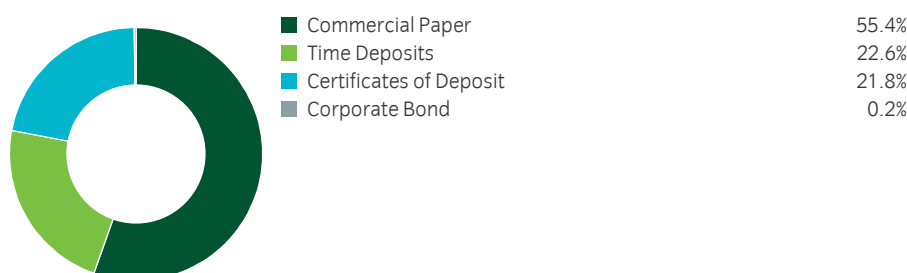 Commercial Paper 55.4%
Time Deposits 22.6%
Certificates of Deposit 21.8%
Corporate Bond 0.2%